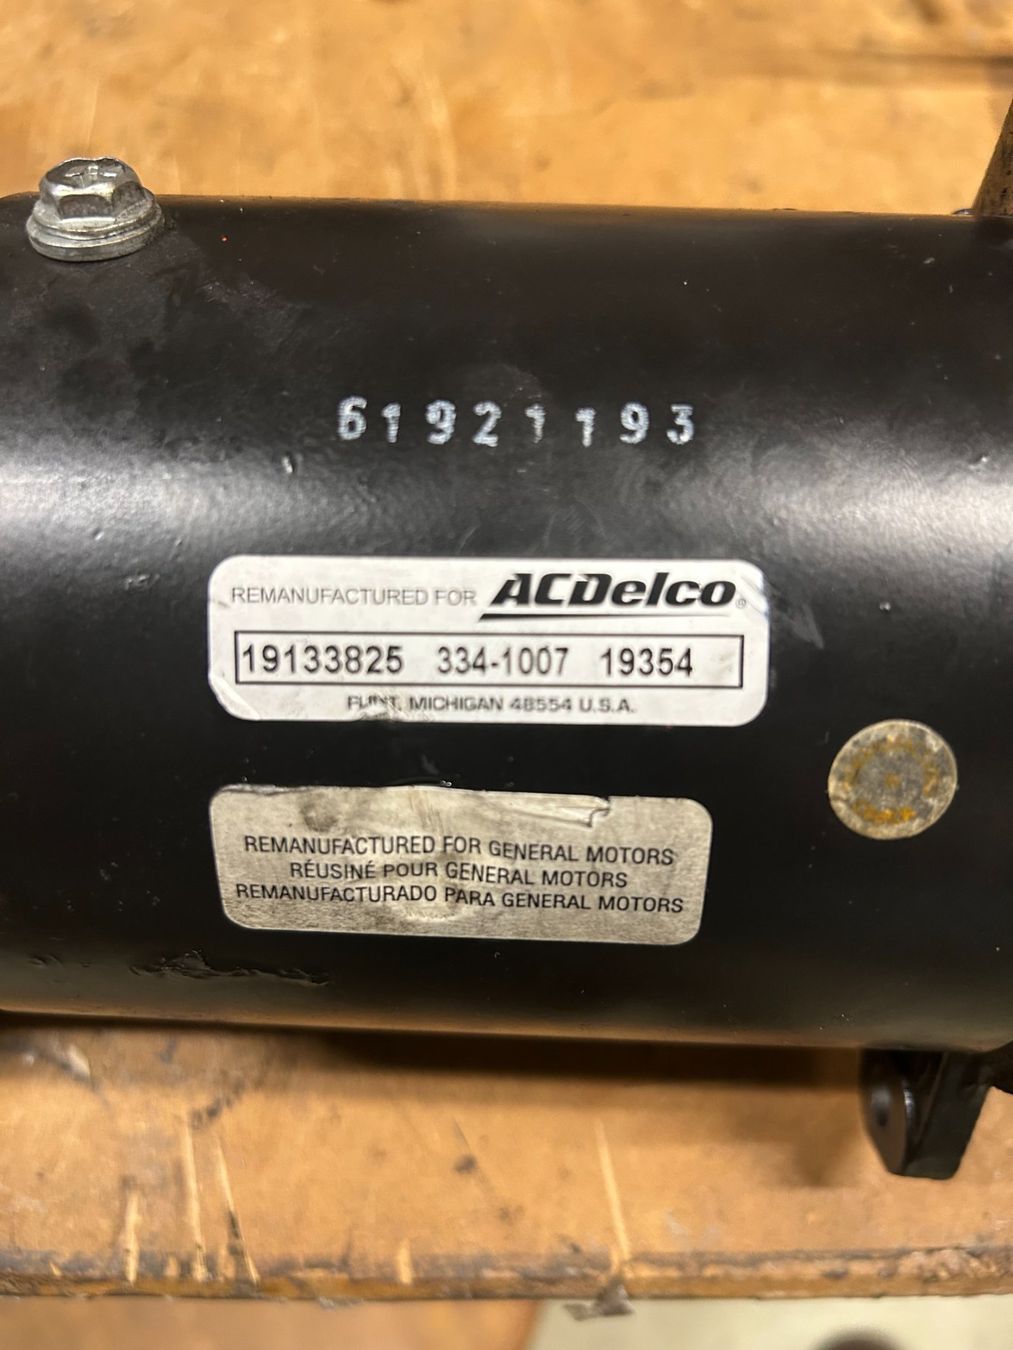 61921193
REMANUFACTURED FOR ACDelco®
19133825 334-1007 19354
FLINT, MICHIGAN 48554 U.S.A.
REMANUFACTURED FOR GENERAL MOTORS
RÉUSINÉ POUR GENERAL MOTORS
REMANUFACTURADO PARA GENERAL MOTORS